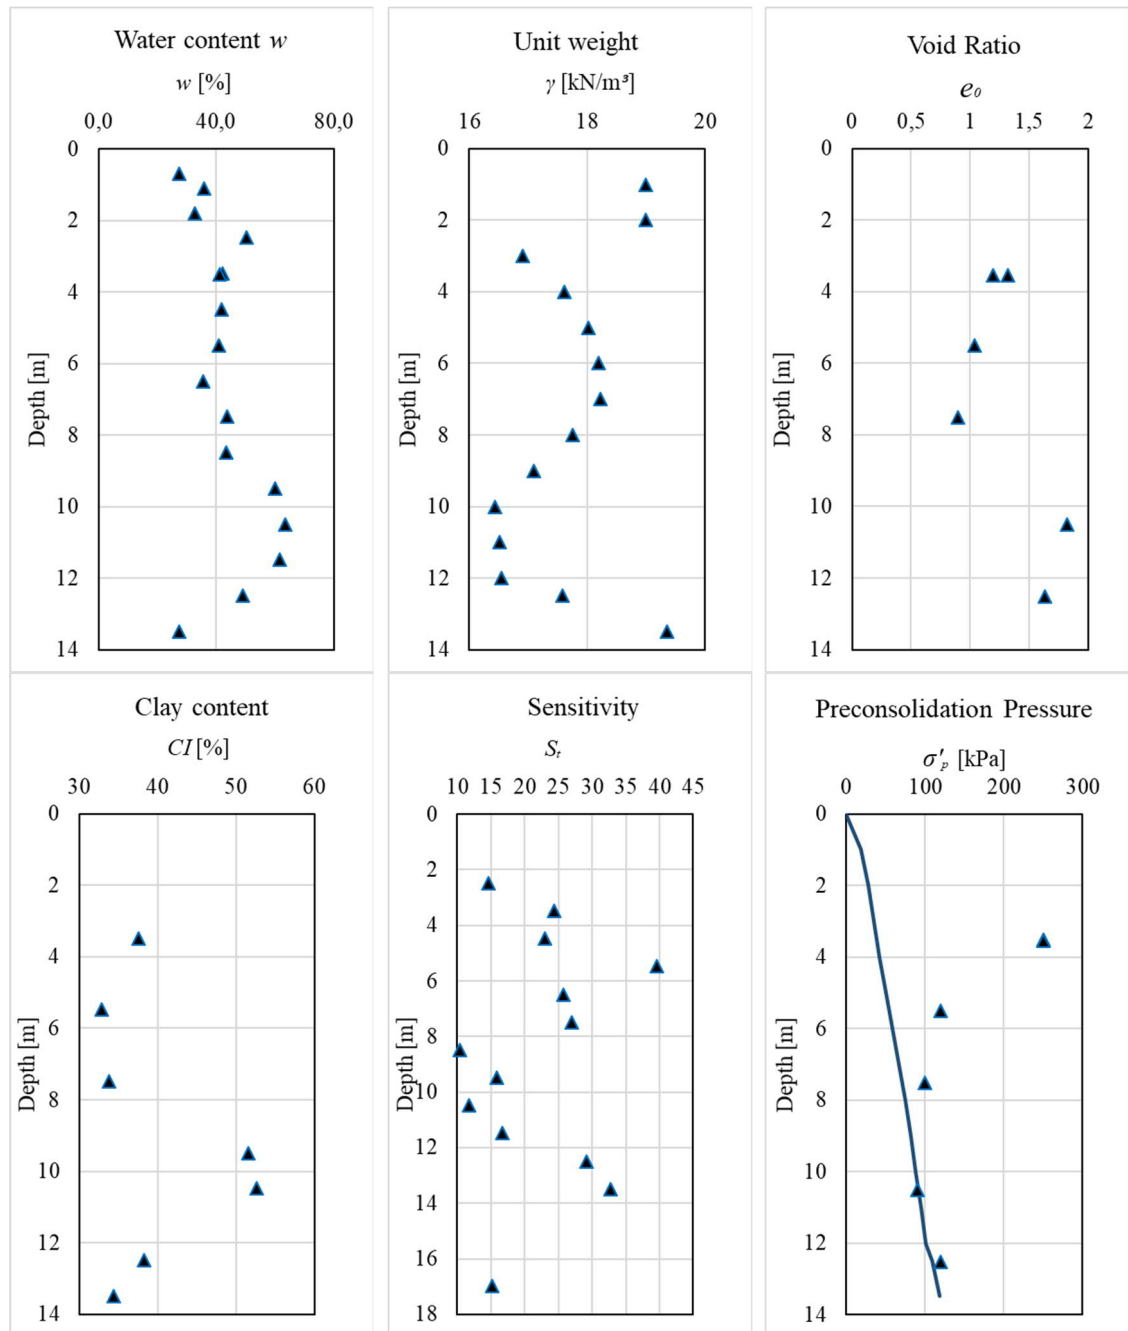 Water content w
w [%]
0,0 40,0 80,0
0
2
4
6
8
10
12
14
Depth [m]
Unit weight
γ [kN/m³]
16 18 20
0
2
4
6
8
10
12
14
Depth [m]
Void Ratio
e₀
0 0,5 1 1,5 2
0
2
4
6
8
10
12
14
Depth [m]
Clay content
CI [%]
30 40 50 60
0
2
4
6
8
10
12
14
Depth [m]
Sensitivity
Sₜ
10 15 20 25 30 35 40 45
0
2
4
6
8
10
12
14
16
18
Depth [m]
Preconsolidation Pressure
σ′ₚ [kPa]
0 100 200 300
0
2
4
6
8
10
12
14
Depth [m]